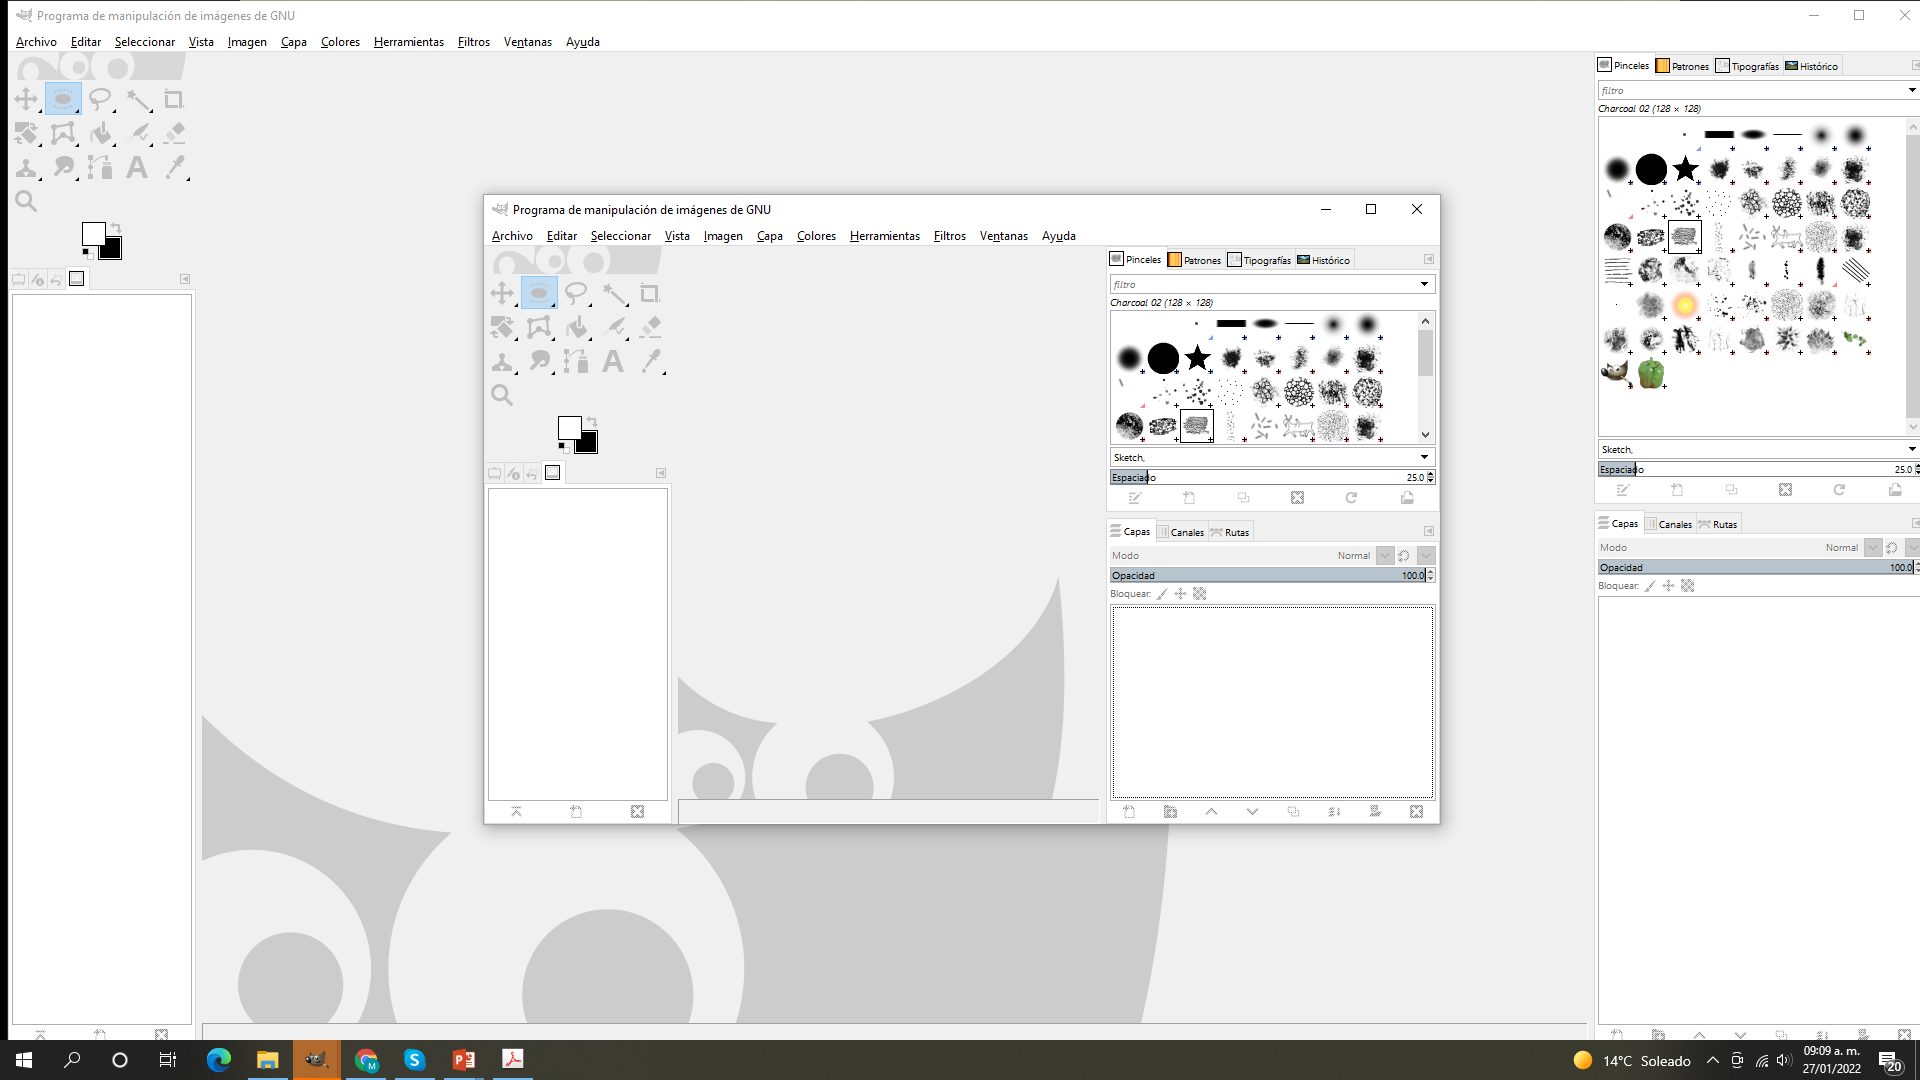 Programa de manipulación de imágenes de GNU
Archivo Editar Seleccionar Vista Imagen Capa Colores Herramientas Filtros Ventanas Ayuda
Pinceles Patrones Tipografías Histórico
filtro
Charcoal 02 (128 × 128)
Sketch,
Espaciado 25.0
Capas Canales Rutas
Modo Normal
Opacidad 100.0
Bloquear:
Programa de manipulación de imágenes de GNU
Archivo Editar Seleccionar Vista Imagen Capa Colores Herramientas Filtros Ventanas Ayuda
Pinceles Patrones Tipografías Histórico
filtro
Charcoal 02 (128 × 128)
Sketch,
Espaciado 25.0
Capas Canales Rutas
Modo Normal
Opacidad 100.0
Bloquear:
14°C Soleado
09:09 a. m.
27/01/2022
20